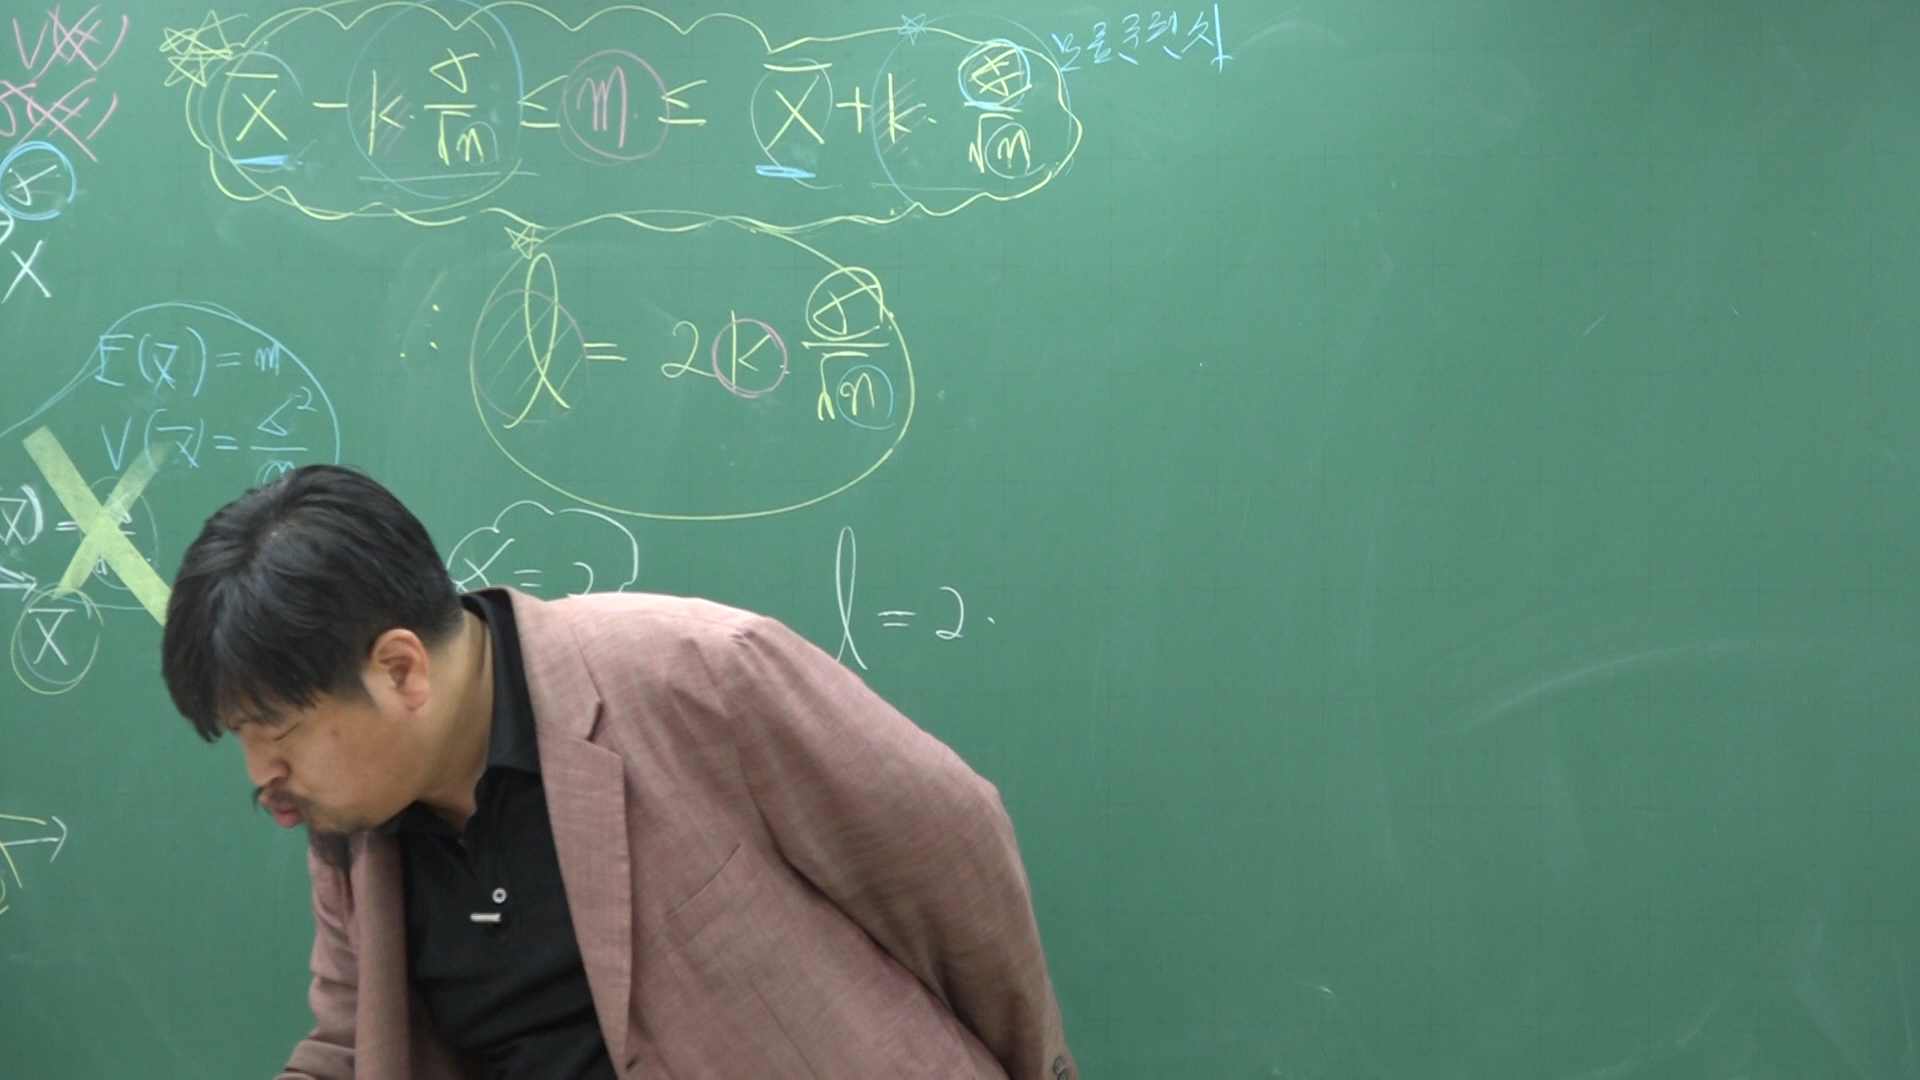 V(X)
σ(X)
σ
X
X̄ - k·σ/√n ≤ m ≤ X̄ + k·σ/√n
모표준편차
∴ l = 2k·σ/√n
E(X̄) = m
V(X̄) = σ²/n
X̄
l = 2·